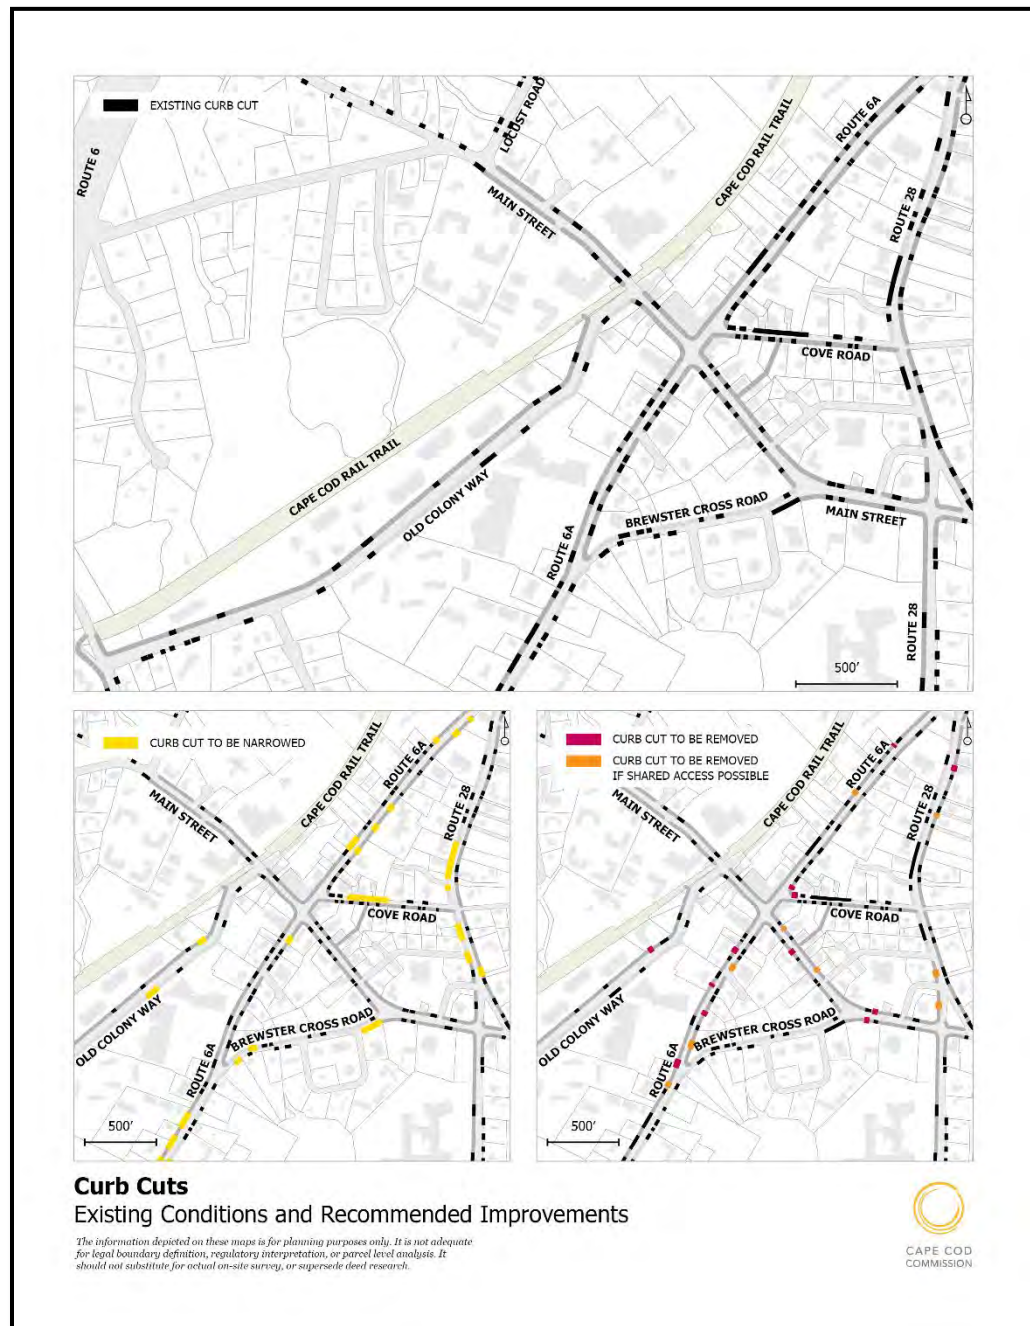 EXISTING CURB CUT
ROUTE 6
LOCUST ROAD
MAIN STREET
CAPE COD RAIL TRAIL
ROUTE 6A
ROUTE 28
COVE ROAD
CAPE COD RAIL TRAIL
OLD COLONY WAY
ROUTE 6A
BREWSTER CROSS ROAD
MAIN STREET
ROUTE 28
500'
CURB CUT TO BE NARROWED
MAIN STREET
CAPE COD RAIL TRAIL
ROUTE 6A
ROUTE 28
COVE ROAD
OLD COLONY WAY
BREWSTER CROSS ROAD
ROUTE 6A
500'
CURB CUT TO BE REMOVED
CURB CUT TO BE REMOVED
IF SHARED ACCESS POSSIBLE
MAIN STREET
CAPE COD RAIL TRAIL
ROUTE 6A
ROUTE 28
COVE ROAD
OLD COLONY WAY
BREWSTER CROSS ROAD
ROUTE 6A
500'
Curb Cuts
Existing Conditions and Recommended Improvements
The information depicted on these maps is for planning purposes only. It is not adequate
for legal boundary definition, regulatory interpretation, or parcel level analysis. It
should not substitute for actual on-site survey, or supersede deed research.
CAPE COD
COMMISSION